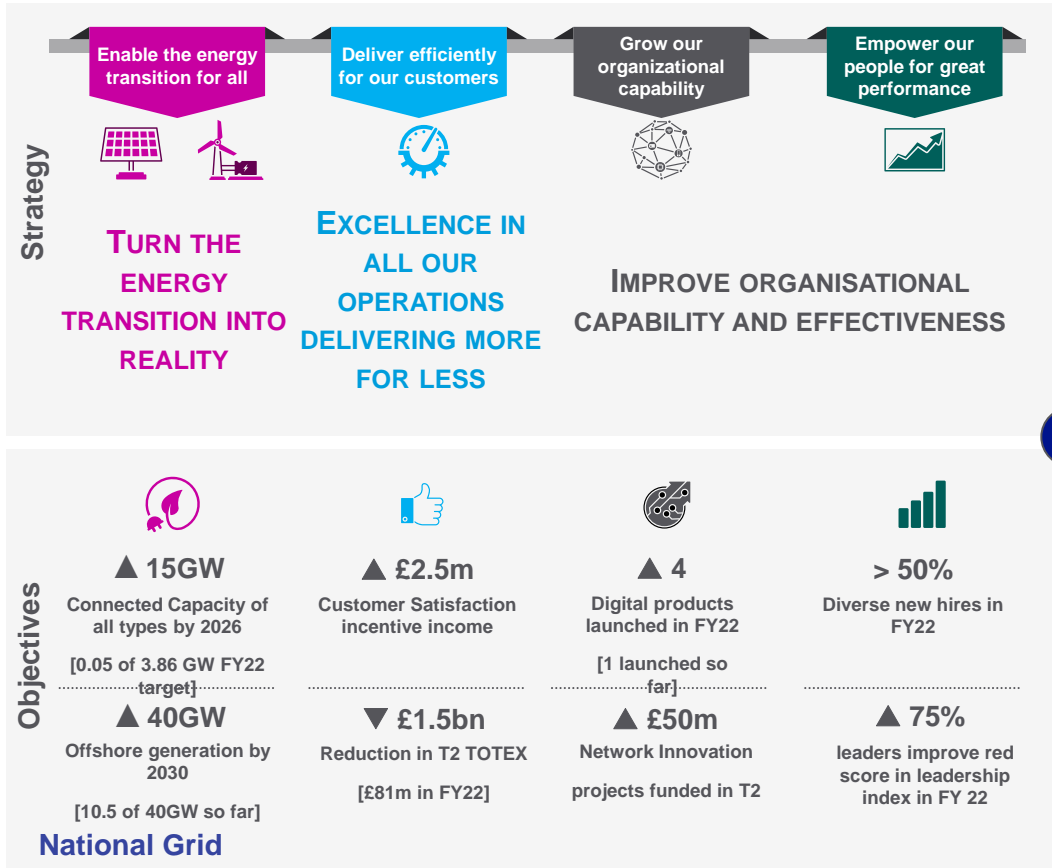 Enable the energy
transition for all
Deliver efficiently
for our customers
Grow our
organizational
capability
Empower our
people for great
performance
Strategy
TURN THE
ENERGY
TRANSITION INTO
REALITY
EXCELLENCE IN
ALL OUR
OPERATIONS
DELIVERING MORE
FOR LESS
IMPROVE ORGANISATIONAL
CAPABILITY AND EFFECTIVENESS
Objectives
▲ 15GW
Connected Capacity of
all types by 2026
[0.05 of 3.86 GW FY22
target]
▲ £2.5m
Customer Satisfaction
incentive income
▲ 4
Digital products
launched in FY22
[1 launched so
far]
> 50%
Diverse new hires in
FY22
▲ 40GW
Offshore generation by
2030
[10.5 of 40GW so far]
▼ £1.5bn
Reduction in T2 TOTEX
[£81m in FY22]
▲ £50m
Network Innovation
projects funded in T2
▲ 75%
leaders improve red
score in leadership
index in FY 22
National Grid